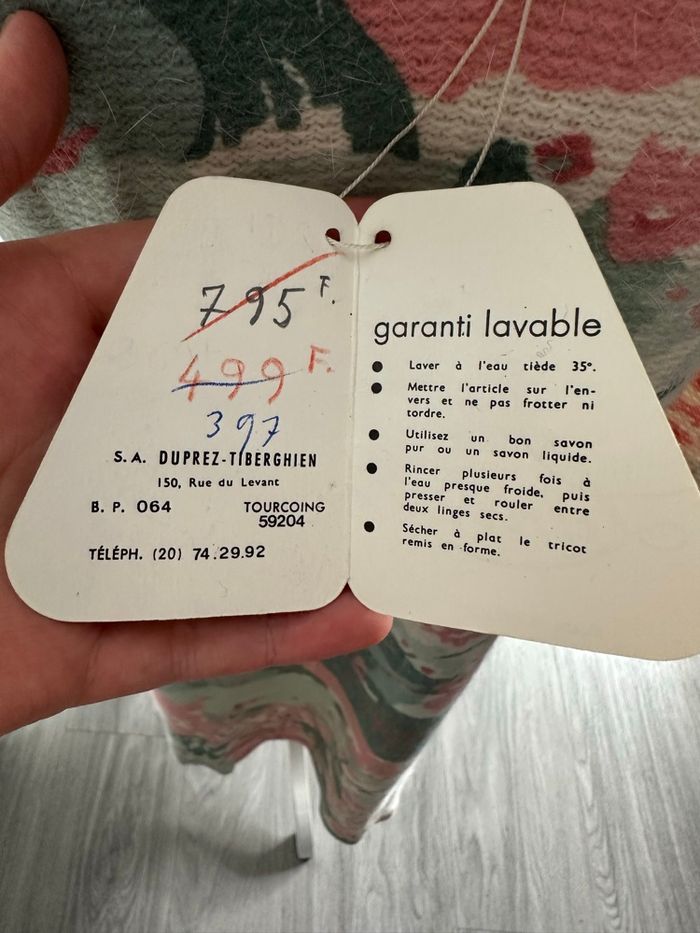 795 F.
499 F.
397
S.A. DUPREZ-TIBERGHIEN
150, Rue du Levant
B. P. 064 TOURCOING
59204
TÉLÉPH. (20) 74.29.92
garanti lavable
● Laver à l'eau tiède 35°.
● Mettre l'article sur l'en-
vers et ne pas frotter ni
tordre.
● Utilisez un bon savon
pur ou un savon liquide.
● Rincer plusieurs fois à
l'eau presque froide, puis
presser et rouler entre
deux linges secs.
● Sécher à plat le tricot
remis en forme.